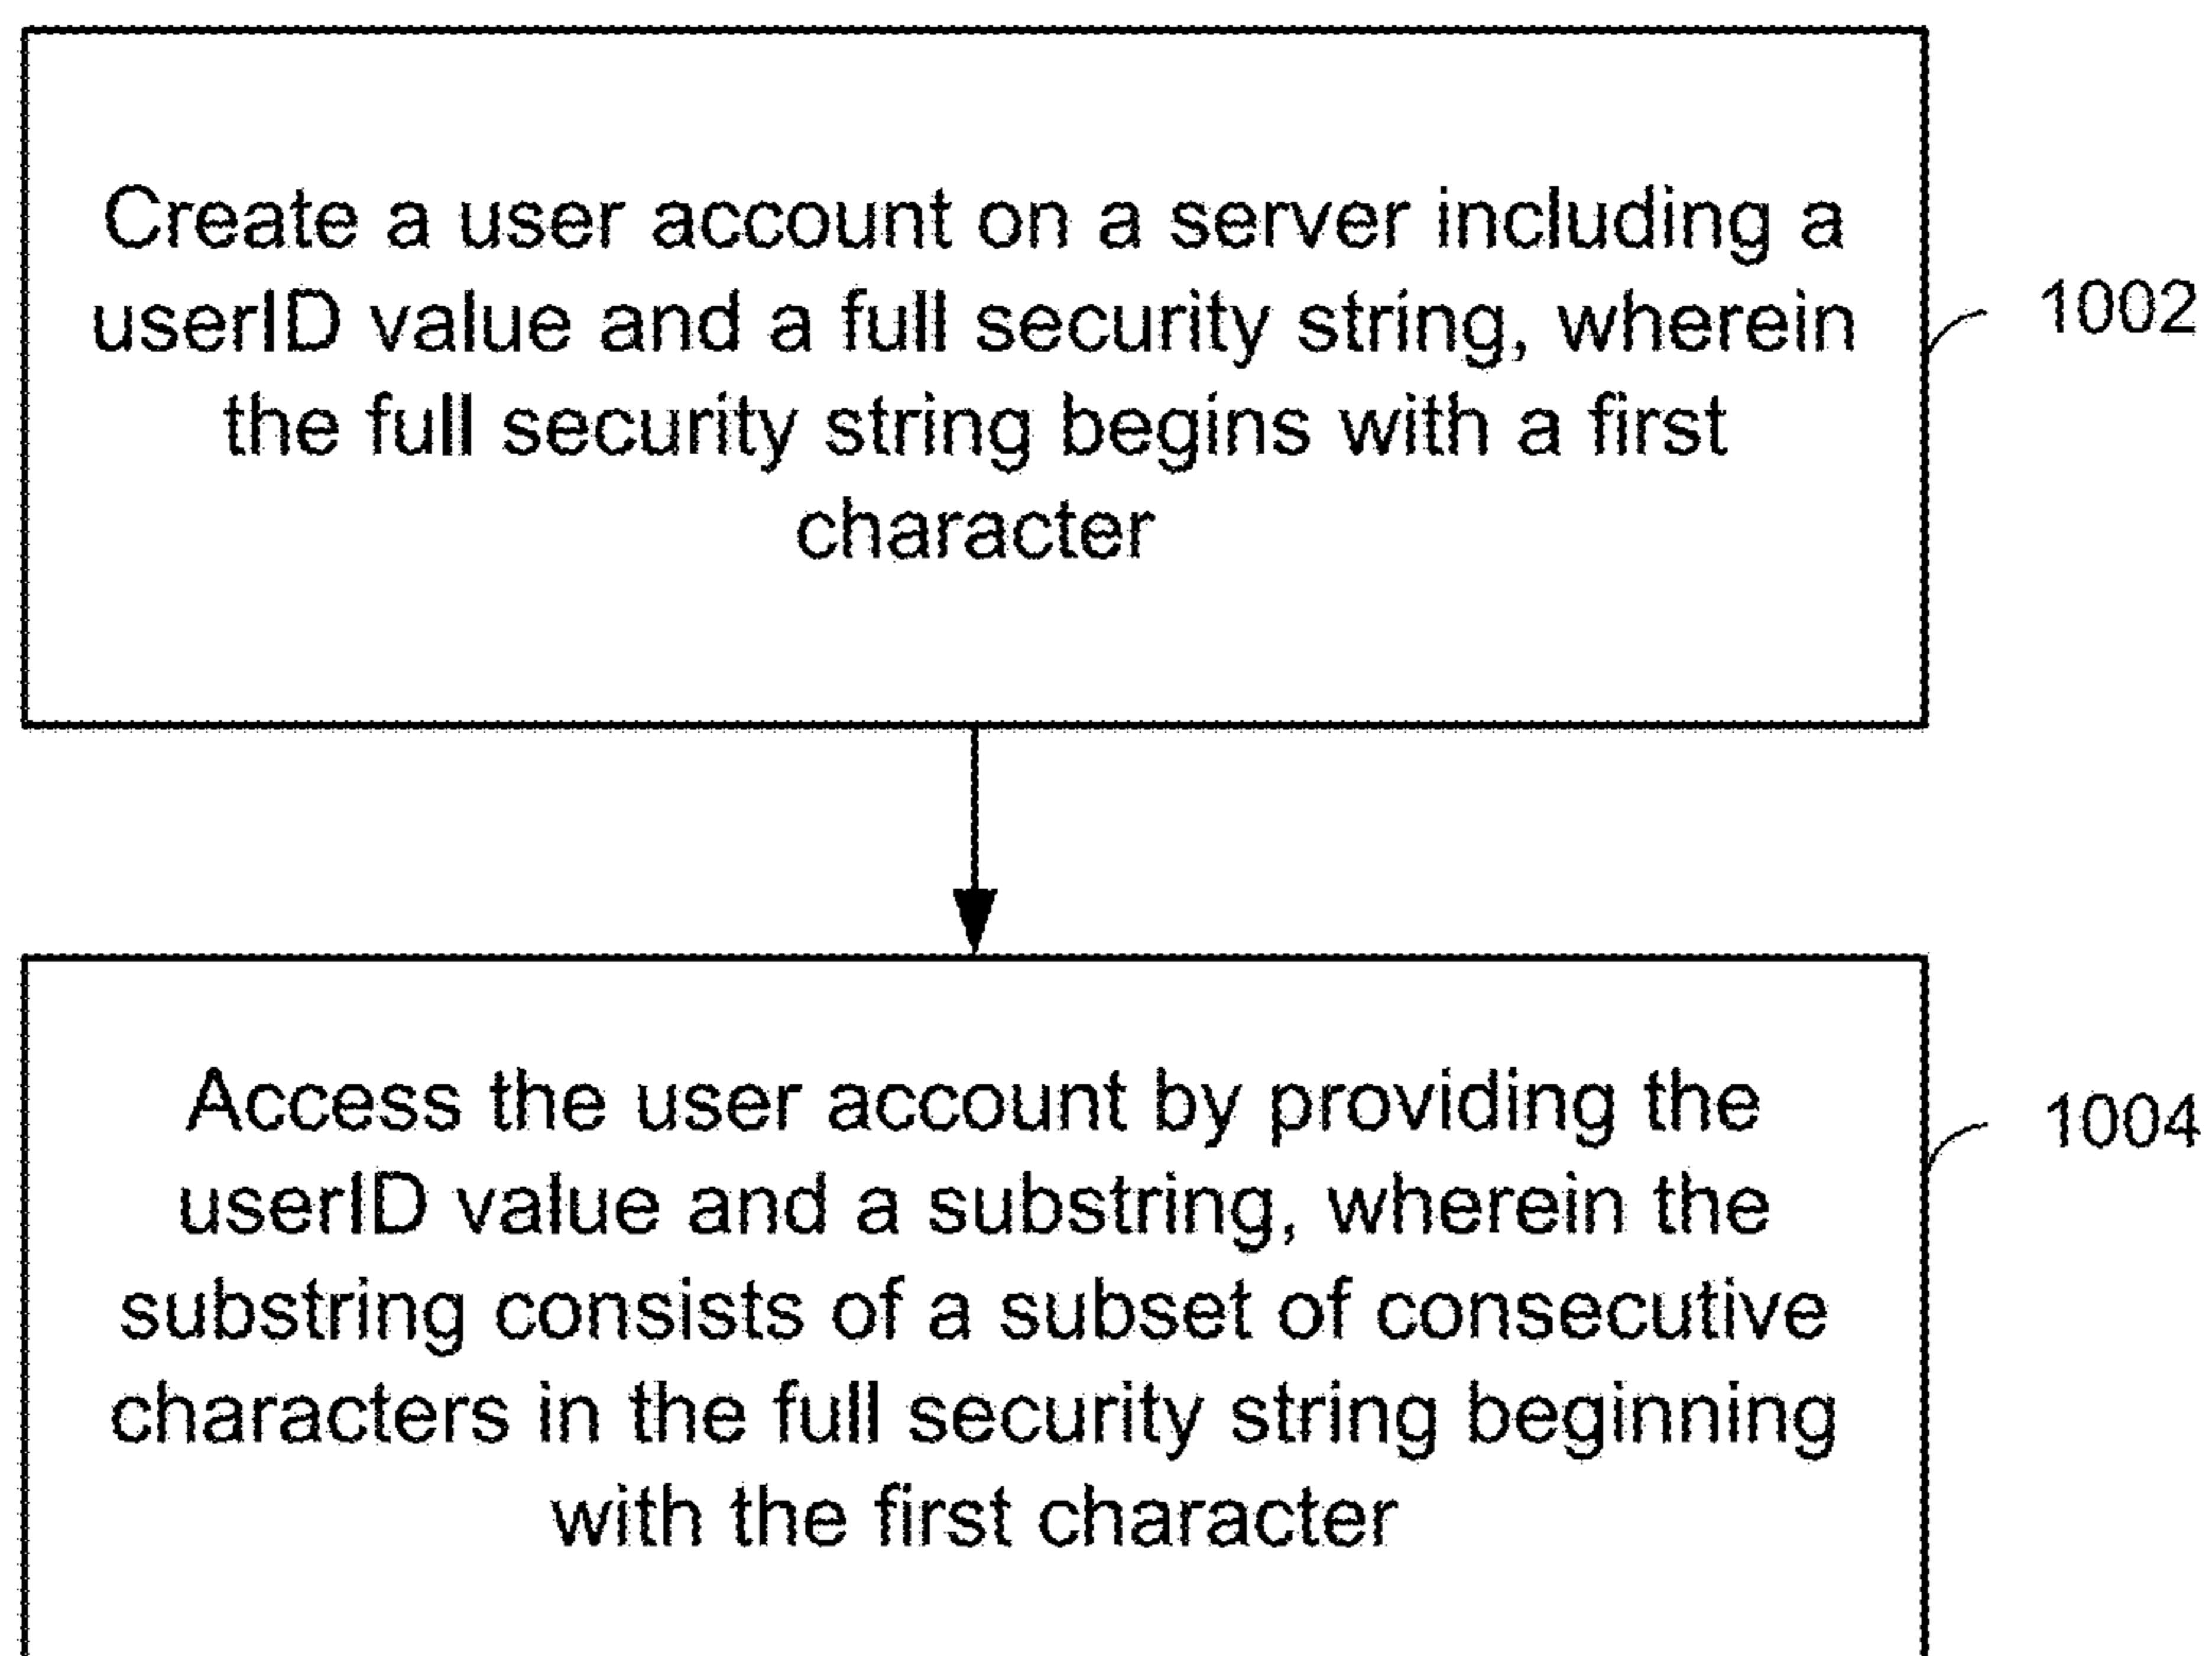 Create a user account on a server including a
userID value and a full security string, wherein
the full security string begins with a first
character
1002
Access the user account by providing the
userID value and a substring, wherein the
substring consists of a subset of consecutive
characters in the full security string beginning
with the first character
1004